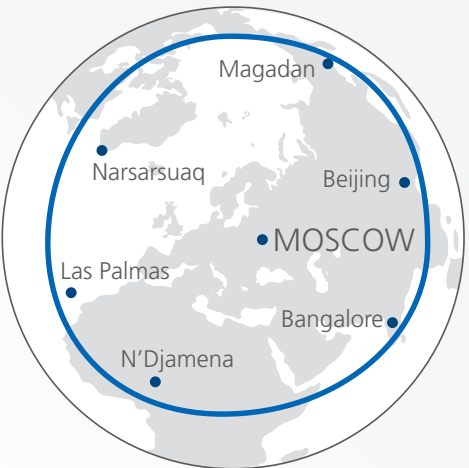 Magadan
Narsarsuaq
Beijing
MOSCOW
Las Palmas
Bangalore
N'Djamena